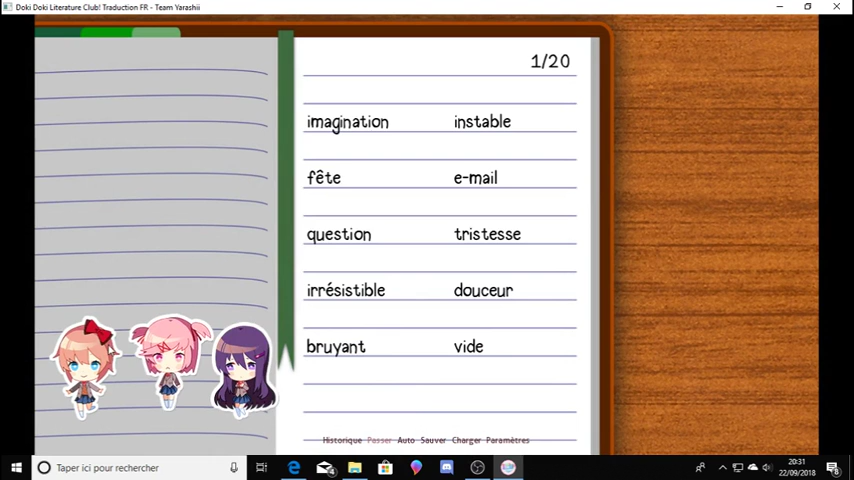 Doki Doki Literature Club! Traduction FR - Team Yarashii
1/20
imagination instable
fête e-mail
question tristesse
irrésistible douceur
bruyant vide
Historique Passer Auto Sauver Charger Paramètres
Taper ici pour rechercher
20:31
22/09/2018